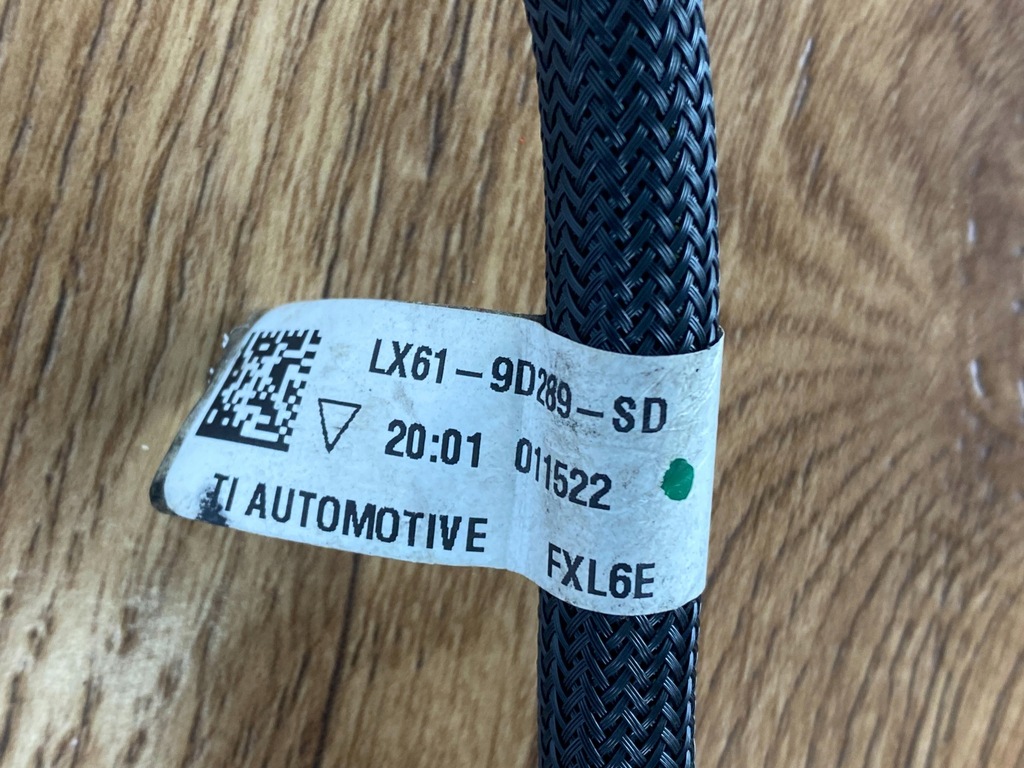 LX61-9D289-SD
20:01 011522
TI AUTOMOTIVE FXL6E